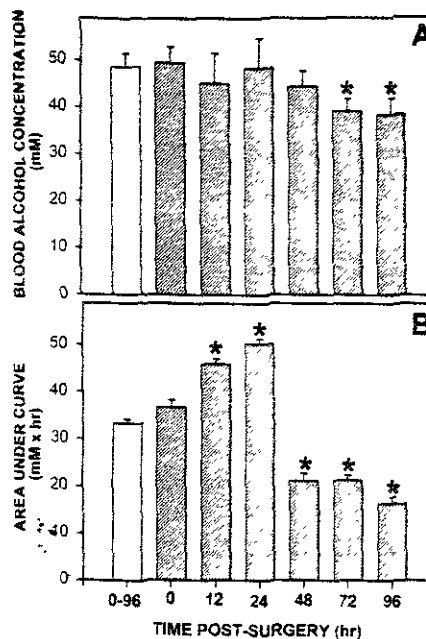 A
BLOOD ALCOHOL CONCENTRATION
(mM)
50
40
30
20
10
0
* *
B
AREA UNDER CURVE
(mM x hr)
50
40
30
20
10
0
* * * * *
0-96 0 12 24 48 72 96
TIME POST-SURGERY (hr)